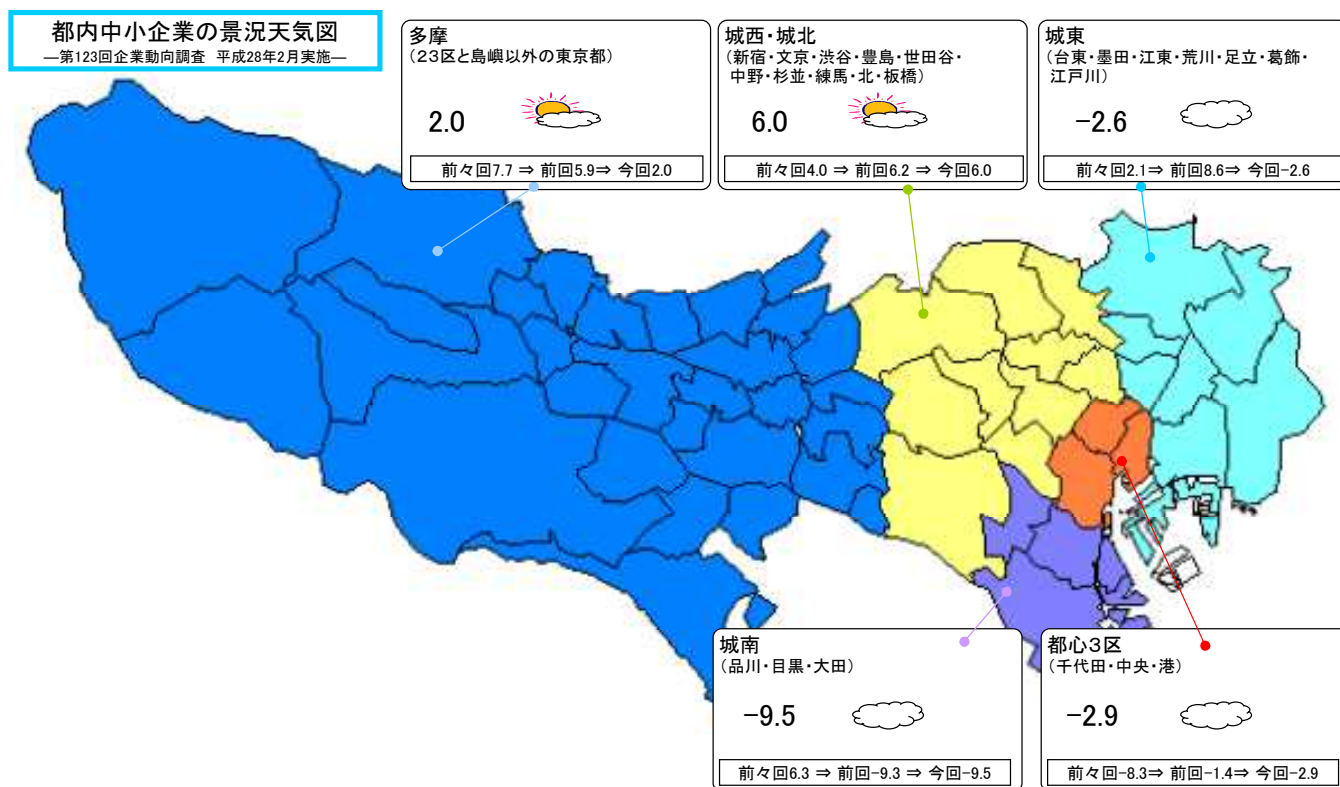 都内中小企業の景況天気図
―第123回企業動向調査 平成28年2月実施―
多摩
（23区と島嶼以外の東京都）
2.0
前々回7.7 ⇒ 前回5.9⇒ 今回2.0
城西・城北
（新宿・文京・渋谷・豊島・世田谷・
中野・杉並・練馬・北・板橋）
6.0
前々回4.0 ⇒ 前回6.2 ⇒ 今回6.0
城東
（台東・墨田・江東・荒川・足立・葛飾・
江戸川）
−2.6
前々回2.1⇒ 前回8.6⇒ 今回-2.6
城南
（品川・目黒・大田）
−9.5
前々回6.3 ⇒ 前回-9.3 ⇒ 今回-9.5
都心3区
（千代田・中央・港）
−2.9
前々回-8.3⇒ 前回-1.4⇒ 今回-2.9